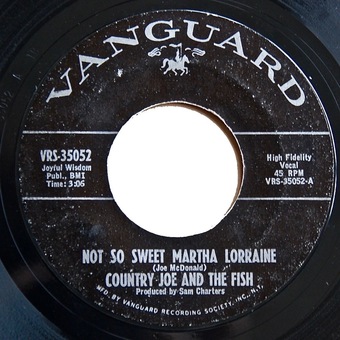 VANGUARD
VRS-35052
Joyful Wisdom
Publ., BMI
Time: 3:06
High Fidelity
Vocal
45 RPM
VRS-35052-A
NOT SO SWEET MARTHA LORRAINE
(Joe McDonald)
COUNTRY JOE AND THE FISH
Produced by Sam Charters
MFD. BY VANGUARD RECORDING SOCIETY, INC., N.Y.